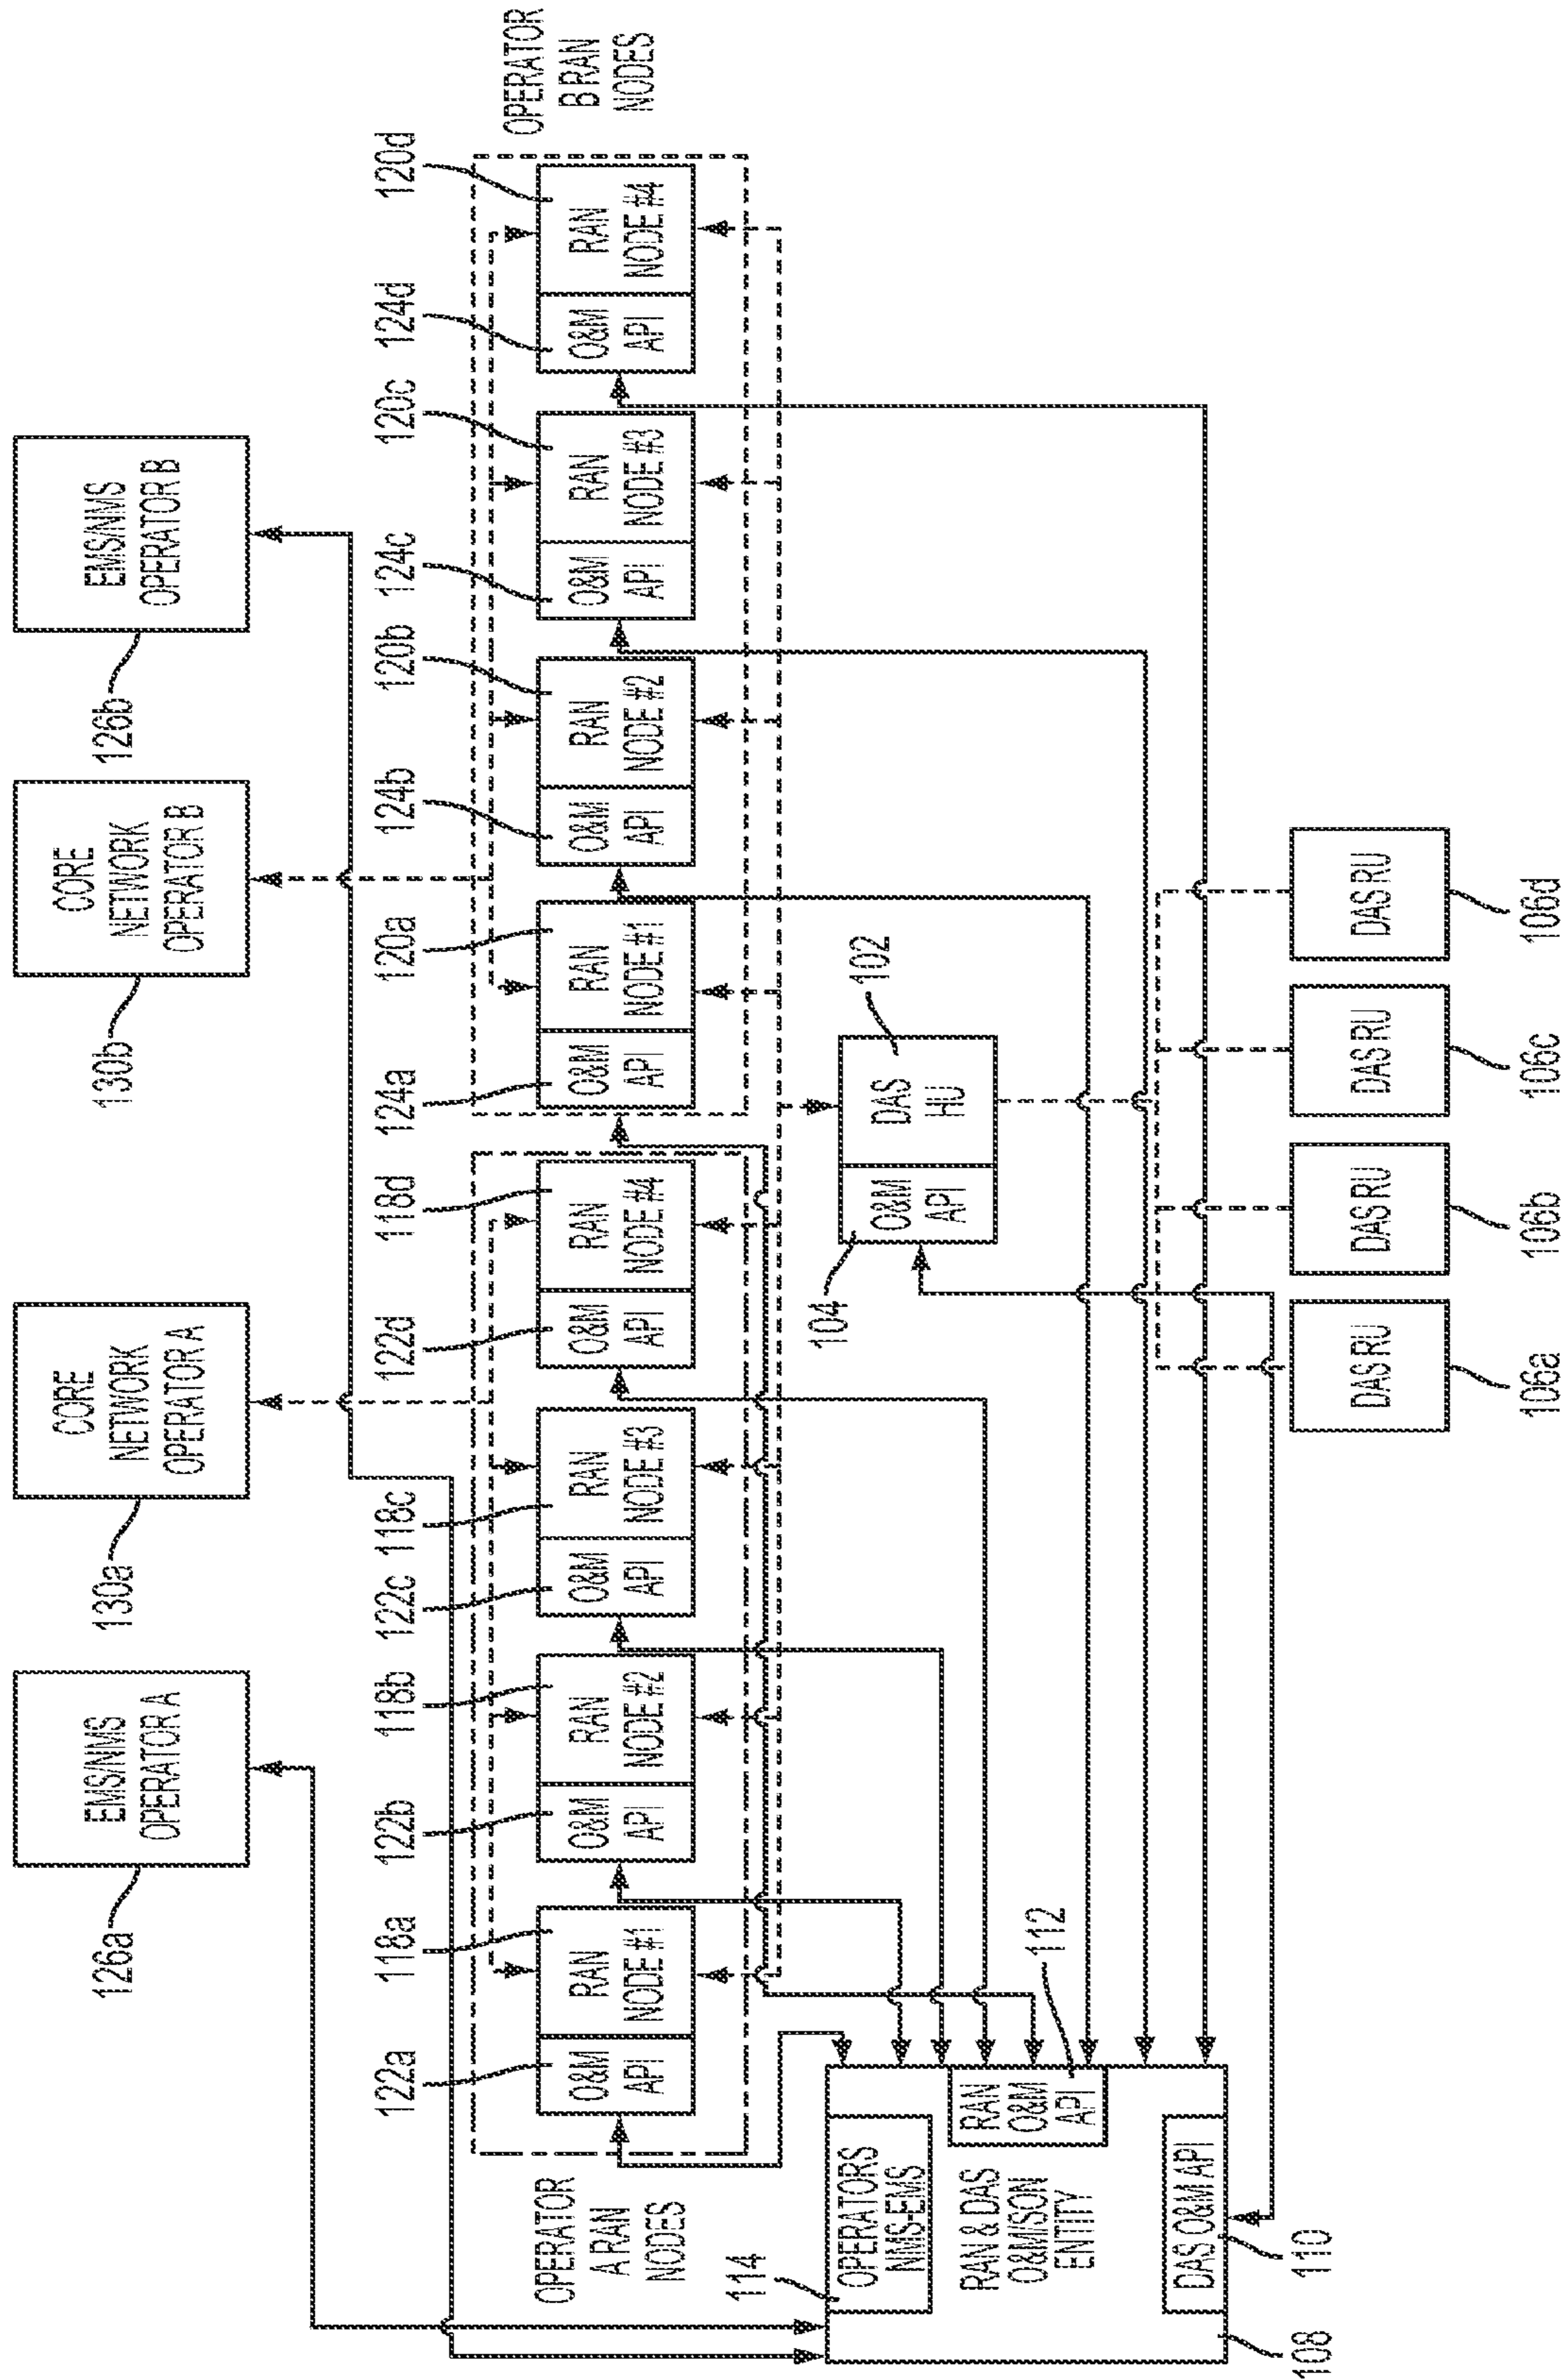 126a
EMS/NMS
OPERATOR A
130a
CORE
NETWORK
OPERATOR A
130b
CORE
NETWORK
OPERATOR B
126b
EMS/NMS
OPERATOR B
122a
118a
122b
118b
122c
118c
122d
118d
124a
120a
124b
120b
124c
120c
124d
120d
OPERATOR
A RAN
NODES
O&M
API
RAN
NODE #1
O&M
API
RAN
NODE #2
O&M
API
RAN
NODE #3
O&M
API
RAN
NODE #4
O&M
API
RAN
NODE #1
O&M
API
RAN
NODE #2
O&M
API
RAN
NODE #3
O&M
API
RAN
NODE #4
OPERATOR
B RAN
NODES
114
OPERATORS
NMS-EMS
RAN & DAS
O&M/SON
ENTITY
RAN
O&M
API
112
DAS O&M API
108
110
104
O&M
API
DAS
HU
102
DAS RU
DAS RU
DAS RU
DAS RU
106a
106b
106c
106d